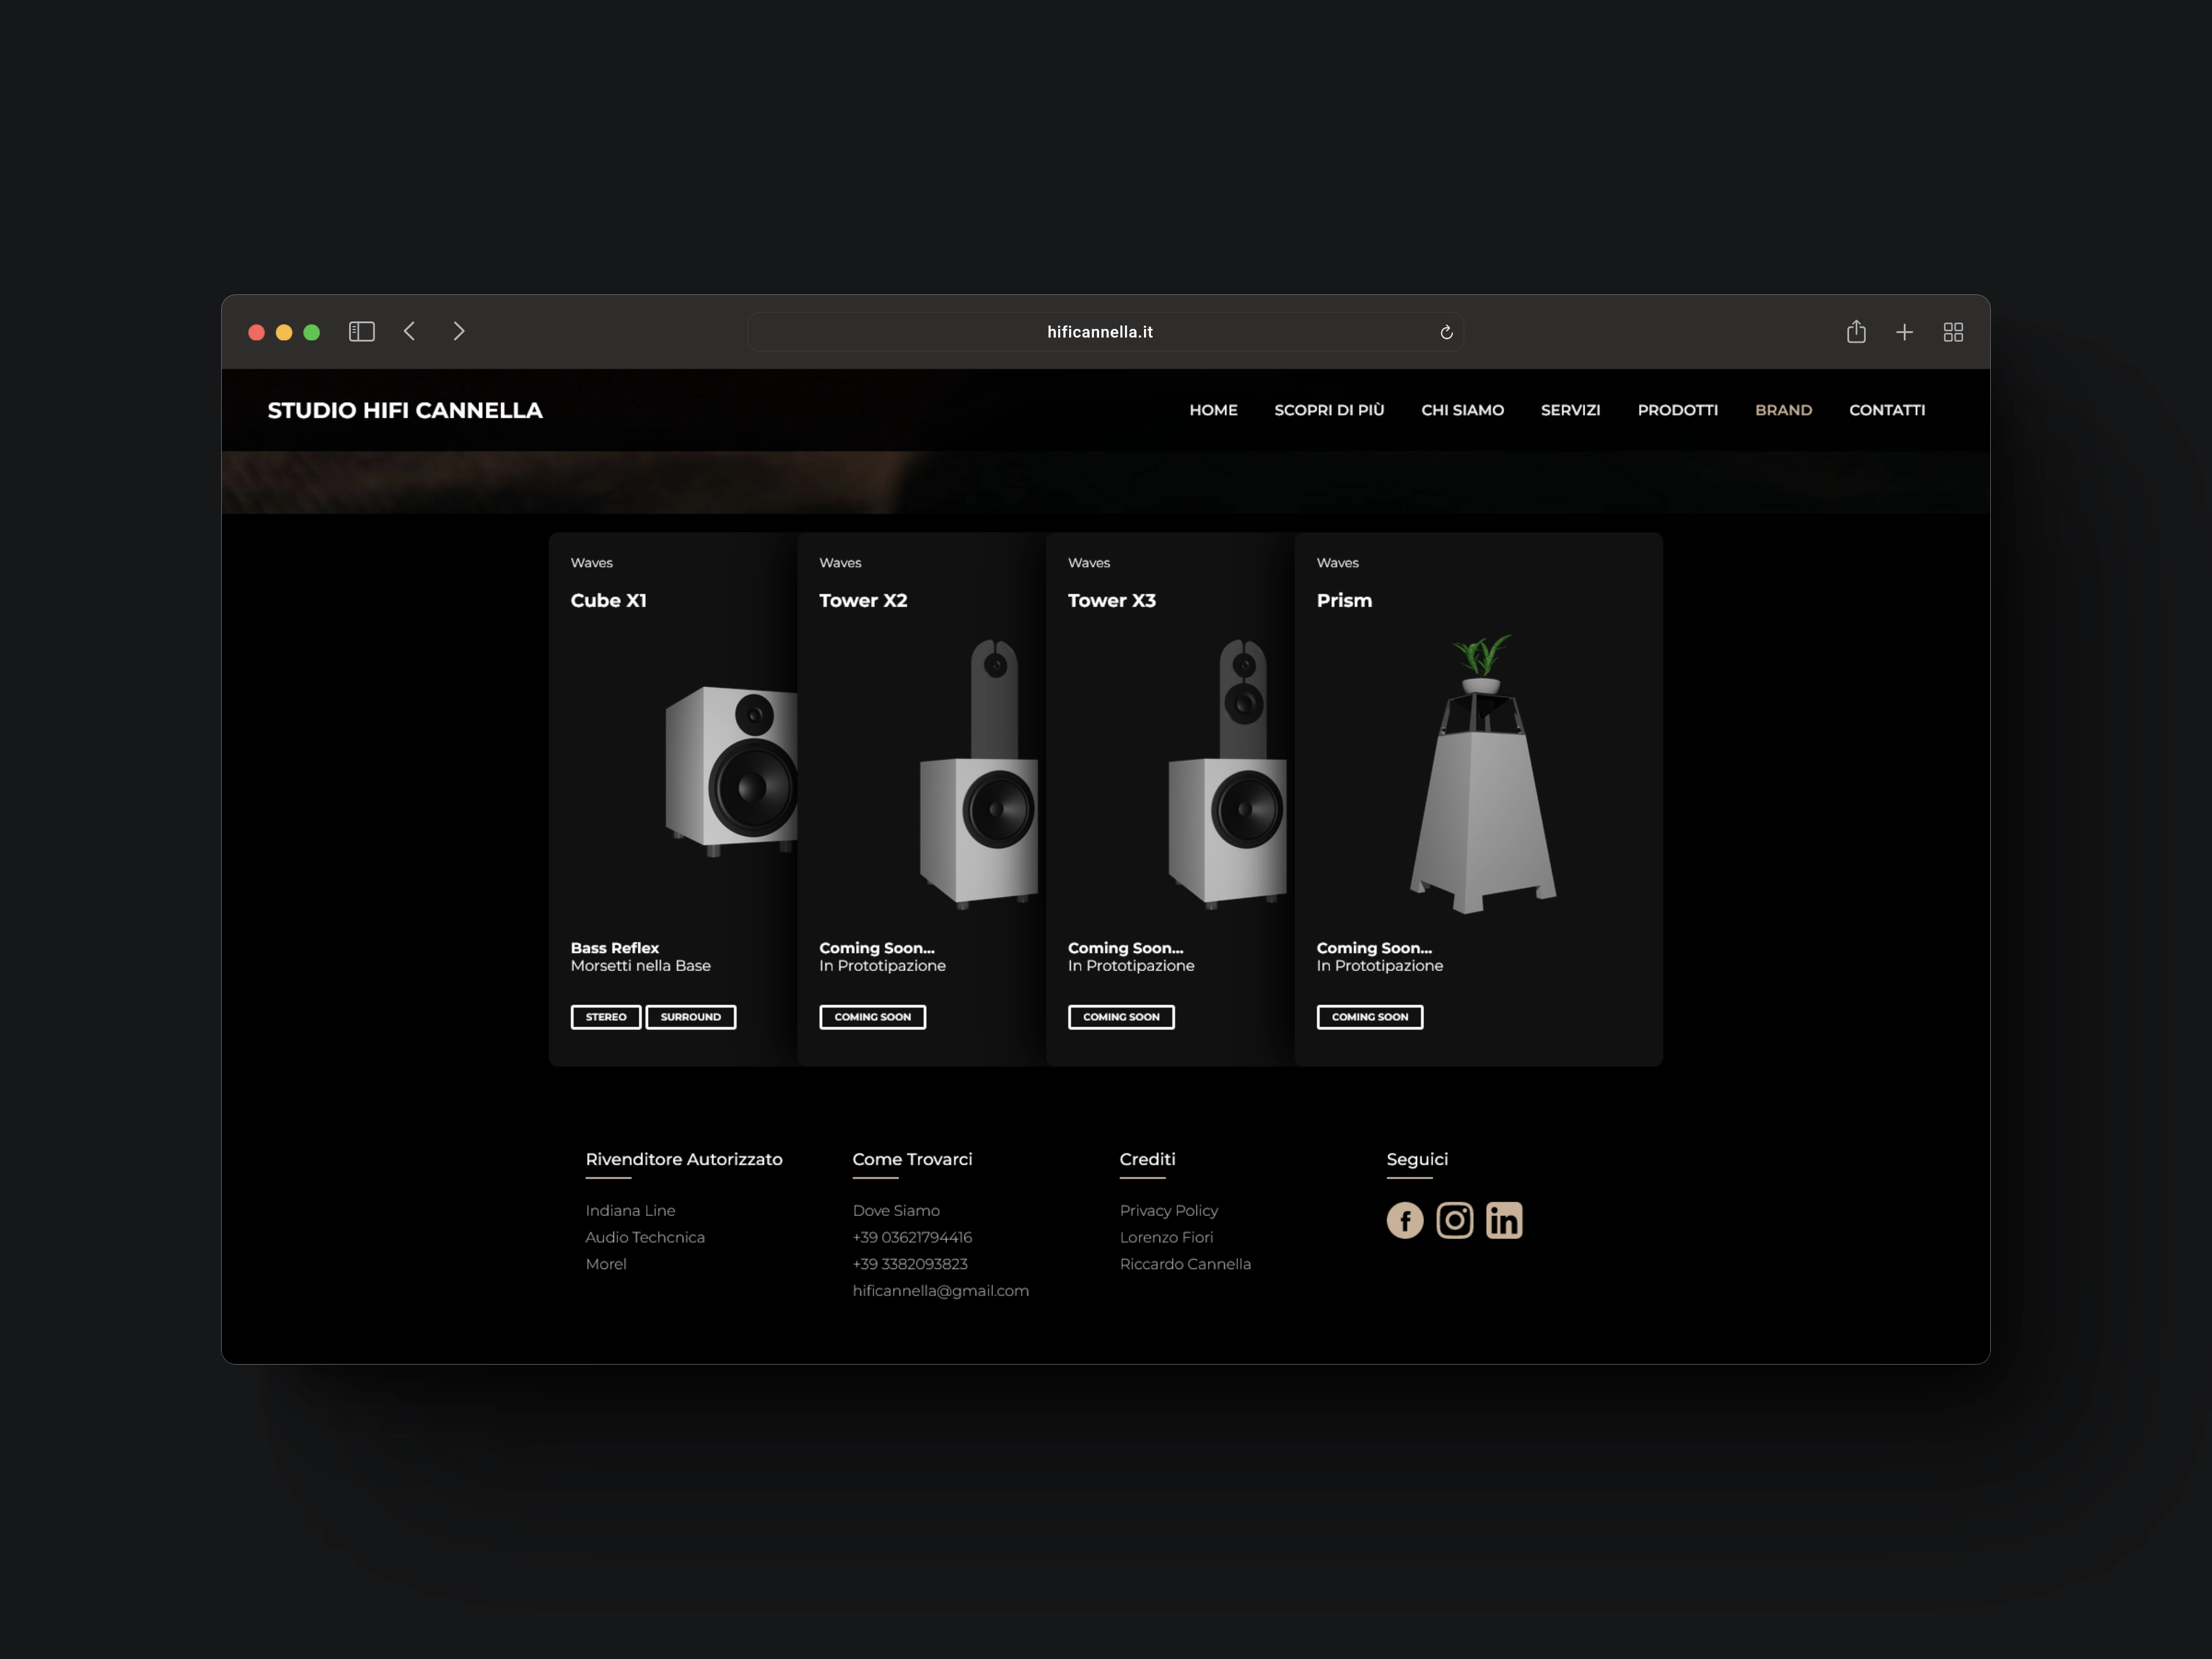 hificannella.it
STUDIO HIFI CANNELLA
HOME
SCOPRI DI PIÙ
CHI SIAMO
SERVIZI
PRODOTTI
BRAND
CONTATTI
Waves
Cube X1
Bass Reflex
Morsetti nella Base
STEREO
SURROUND
Waves
Tower X2
Coming Soon...
In Prototipazione
COMING SOON
Waves
Tower X3
Coming Soon...
In Prototipazione
COMING SOON
Waves
Prism
Coming Soon...
In Prototipazione
COMING SOON
Rivenditore Autorizzato
Indiana Line
Audio Techcnica
Morel
Come Trovarci
Dove Siamo
+39 03621794416
+39 3382093823
hificannella@gmail.com
Crediti
Privacy Policy
Lorenzo Fiori
Riccardo Cannella
Seguici